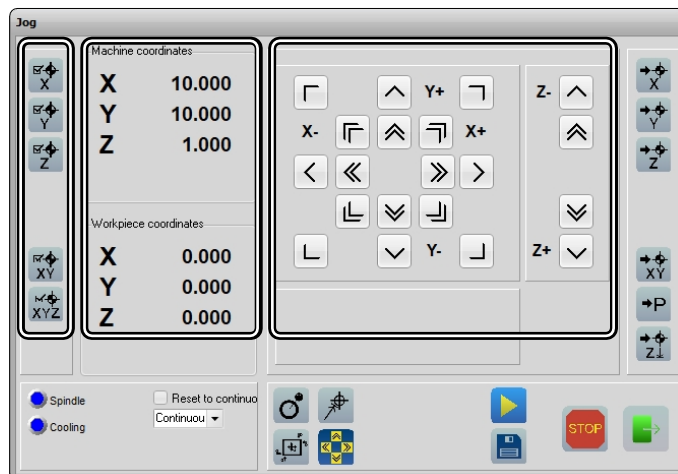 Jog
Machine coordinates
X 10.000
Y 10.000
Z 1.000
Workpiece coordinates
X 0.000
Y 0.000
Z 0.000
X
Y
Z
XY
XYZ
Y+
X- X+
Y-
Z-
Z+
X
Y
Z
XY
P
Z
Spindle
Cooling
Reset to continuo
Continuou
STOP